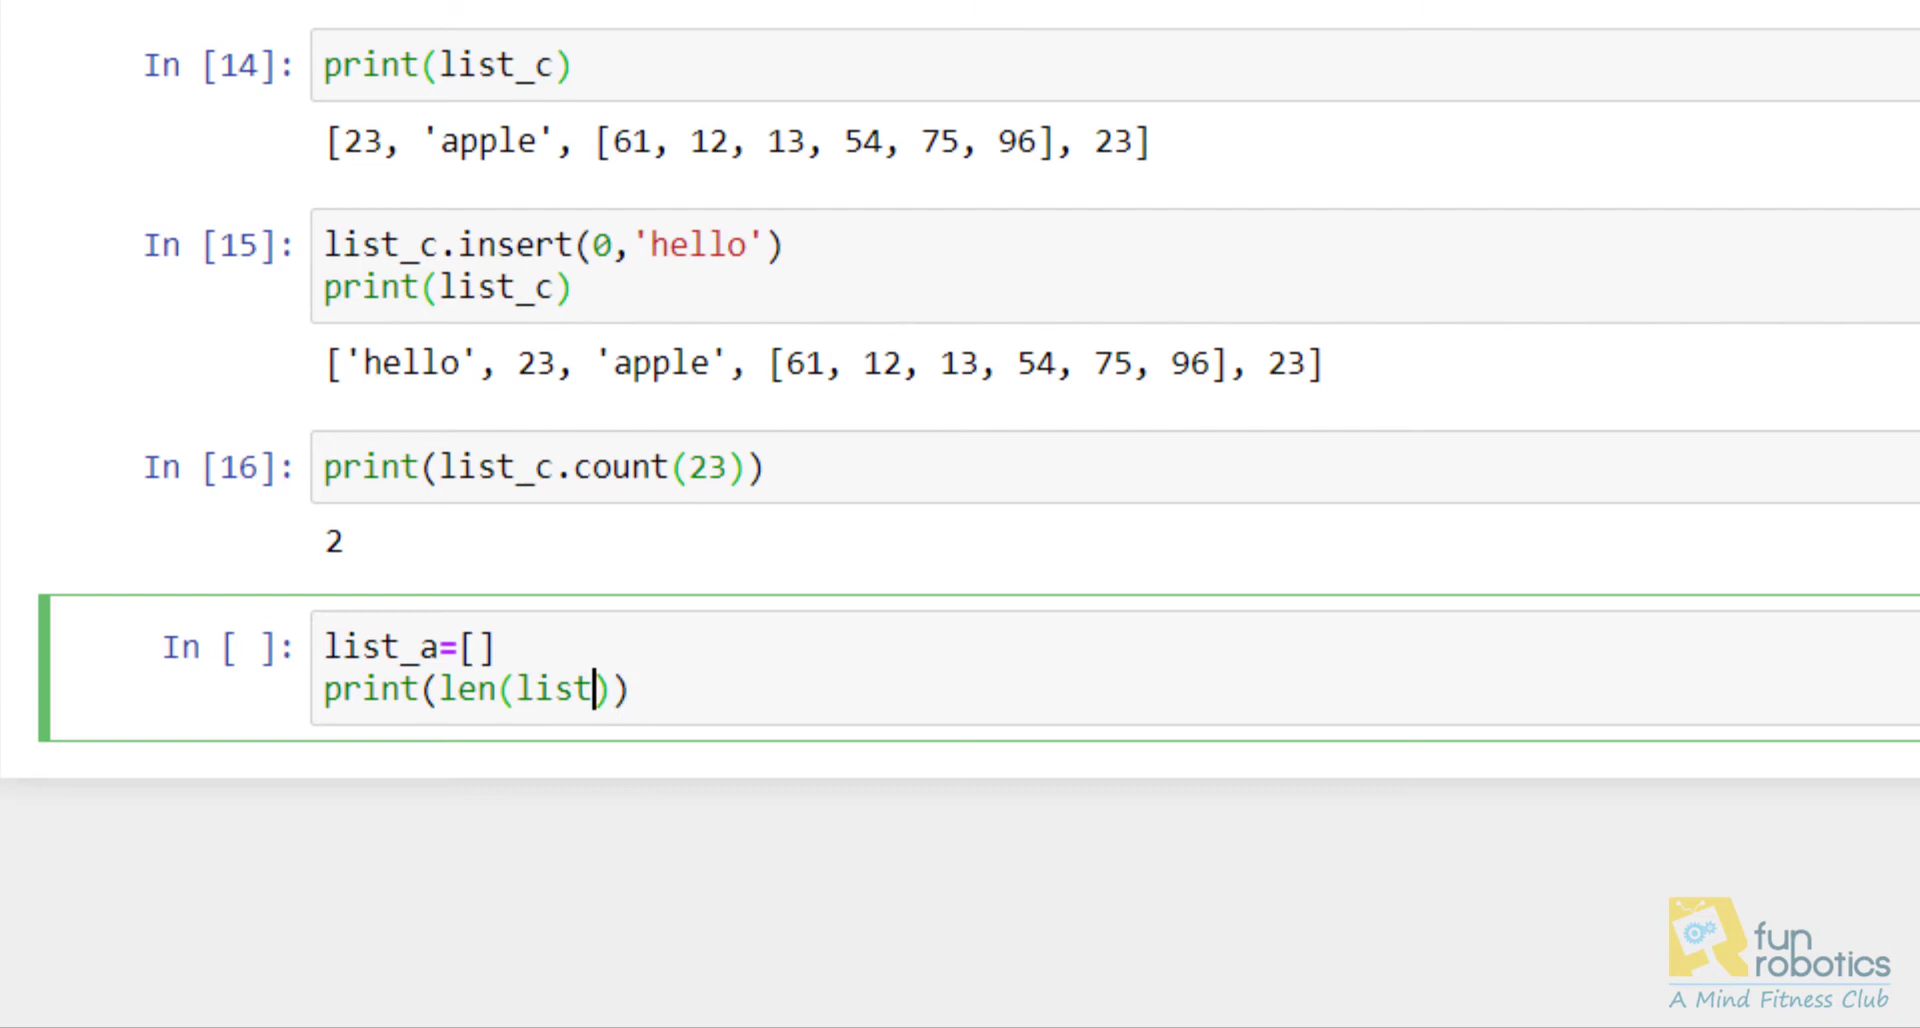 In [14]: print(list_c)
[23, 'apple', [61, 12, 13, 54, 75, 96], 23]
In [15]: list_c.insert(0,'hello')
print(list_c)
['hello', 23, 'apple', [61, 12, 13, 54, 75, 96], 23]
In [16]: print(list_c.count(23))
2
In [ ]: list_a=[]
print(len(list))
fun
robotics
A Mind Fitness Club